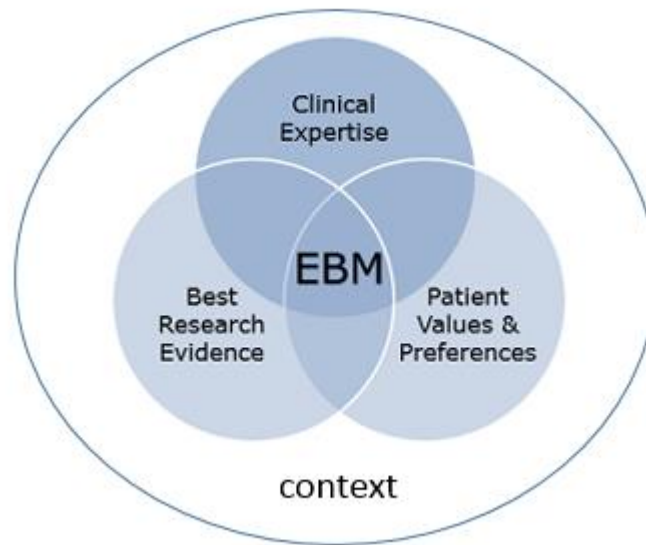 Clinical
Expertise
EBM
Best
Research
Evidence
Patient
Values &
Preferences
context